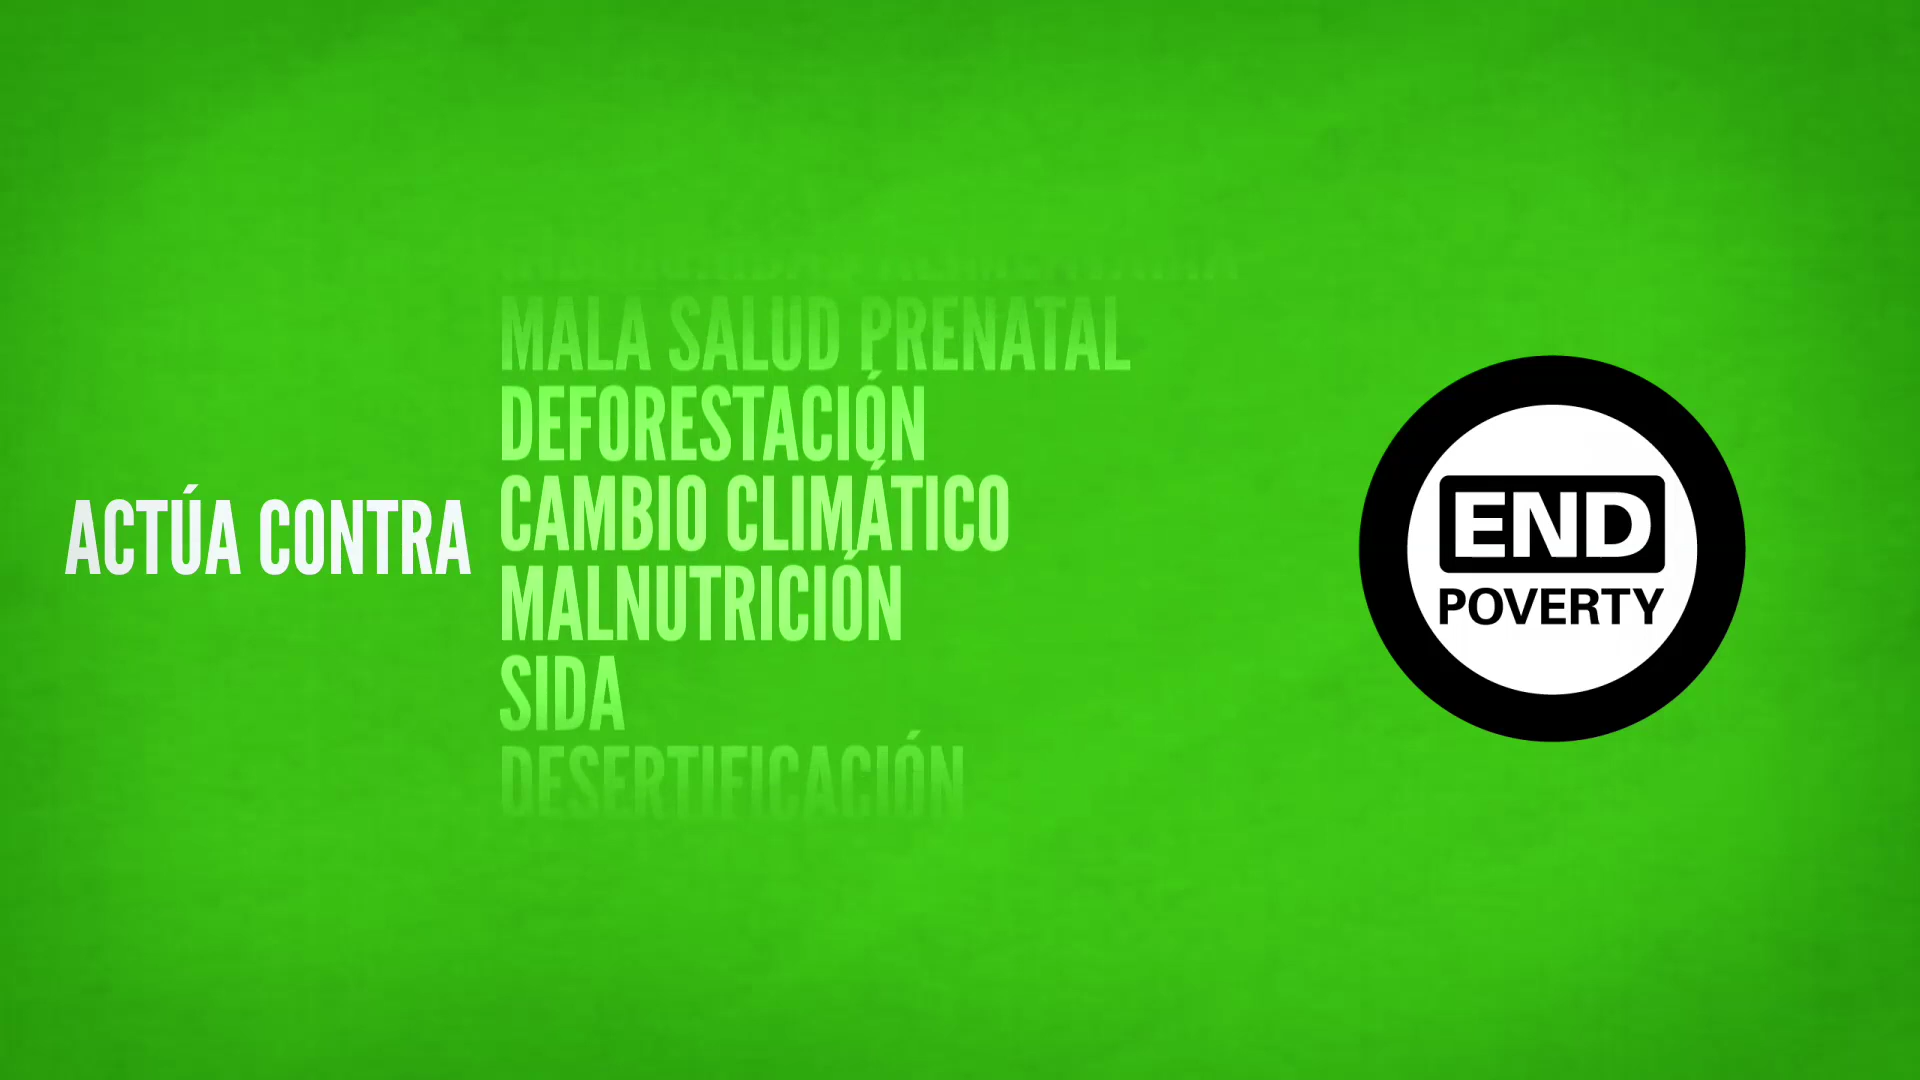 MALA SALUD PRENATAL
DEFORESTACIÓN
ACTÚA CONTRA CAMBIO CLIMÁTICO
MALNUTRICIÓN
SIDA
DESERTIFICACIÓN
END
POVERTY